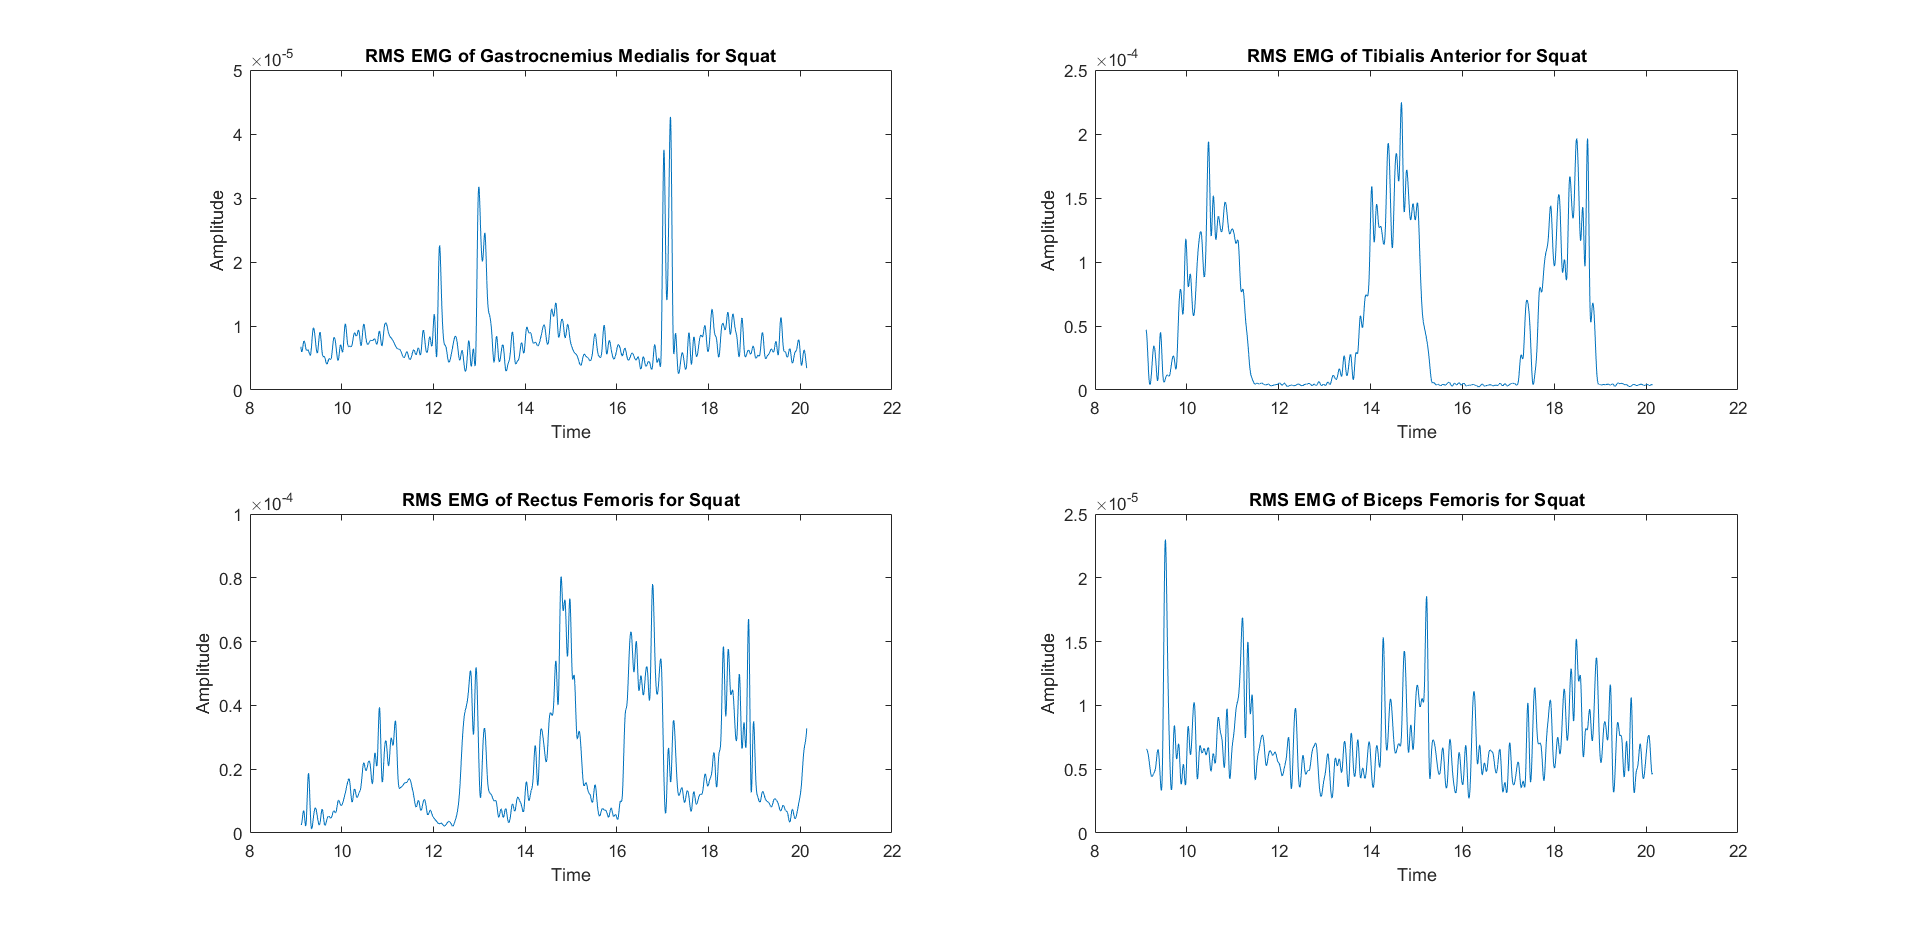 RMS EMG of Gastrocnemius Medialis for Squat
×10-5
5
4
3
2
1
0
Amplitude
8 10 12 14 16 18 20 22
Time
RMS EMG of Tibialis Anterior for Squat
×10-4
2.5
2
1.5
1
0.5
0
Amplitude
8 10 12 14 16 18 20 22
Time
RMS EMG of Rectus Femoris for Squat
×10-4
1
0.8
0.6
0.4
0.2
0
Amplitude
8 10 12 14 16 18 20 22
Time
RMS EMG of Biceps Femoris for Squat
×10-5
2.5
2
1.5
1
0.5
0
Amplitude
8 10 12 14 16 18 20 22
Time